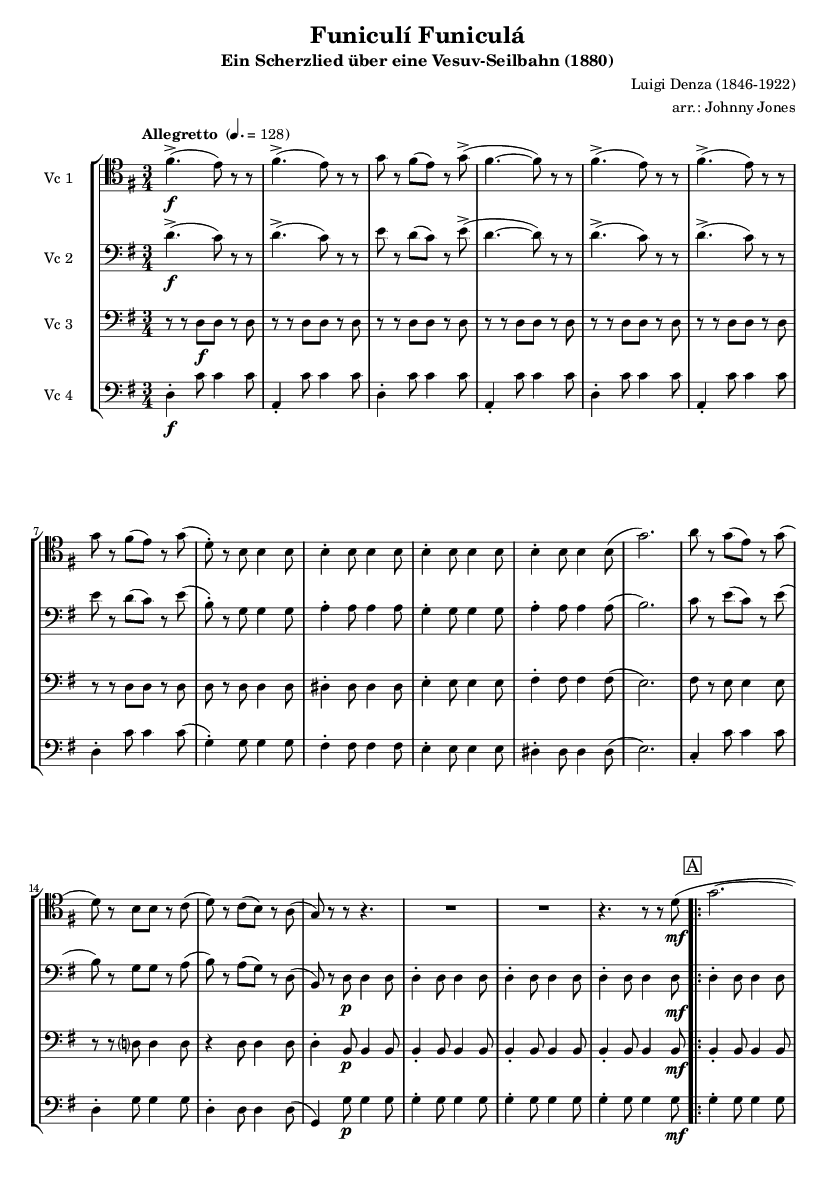 Funiculí Funiculá
Ein Scherzlied über eine Vesuv-Seilbahn (1880)
Luigi Denza (1846-1922)
arr.: Johnny Jones
Allegretto (♩. = 128)
Vc 1
f
Vc 2
f
Vc 3
f
Vc 4
f
7
14
A
mf
p
mf
p
mf
p
mf